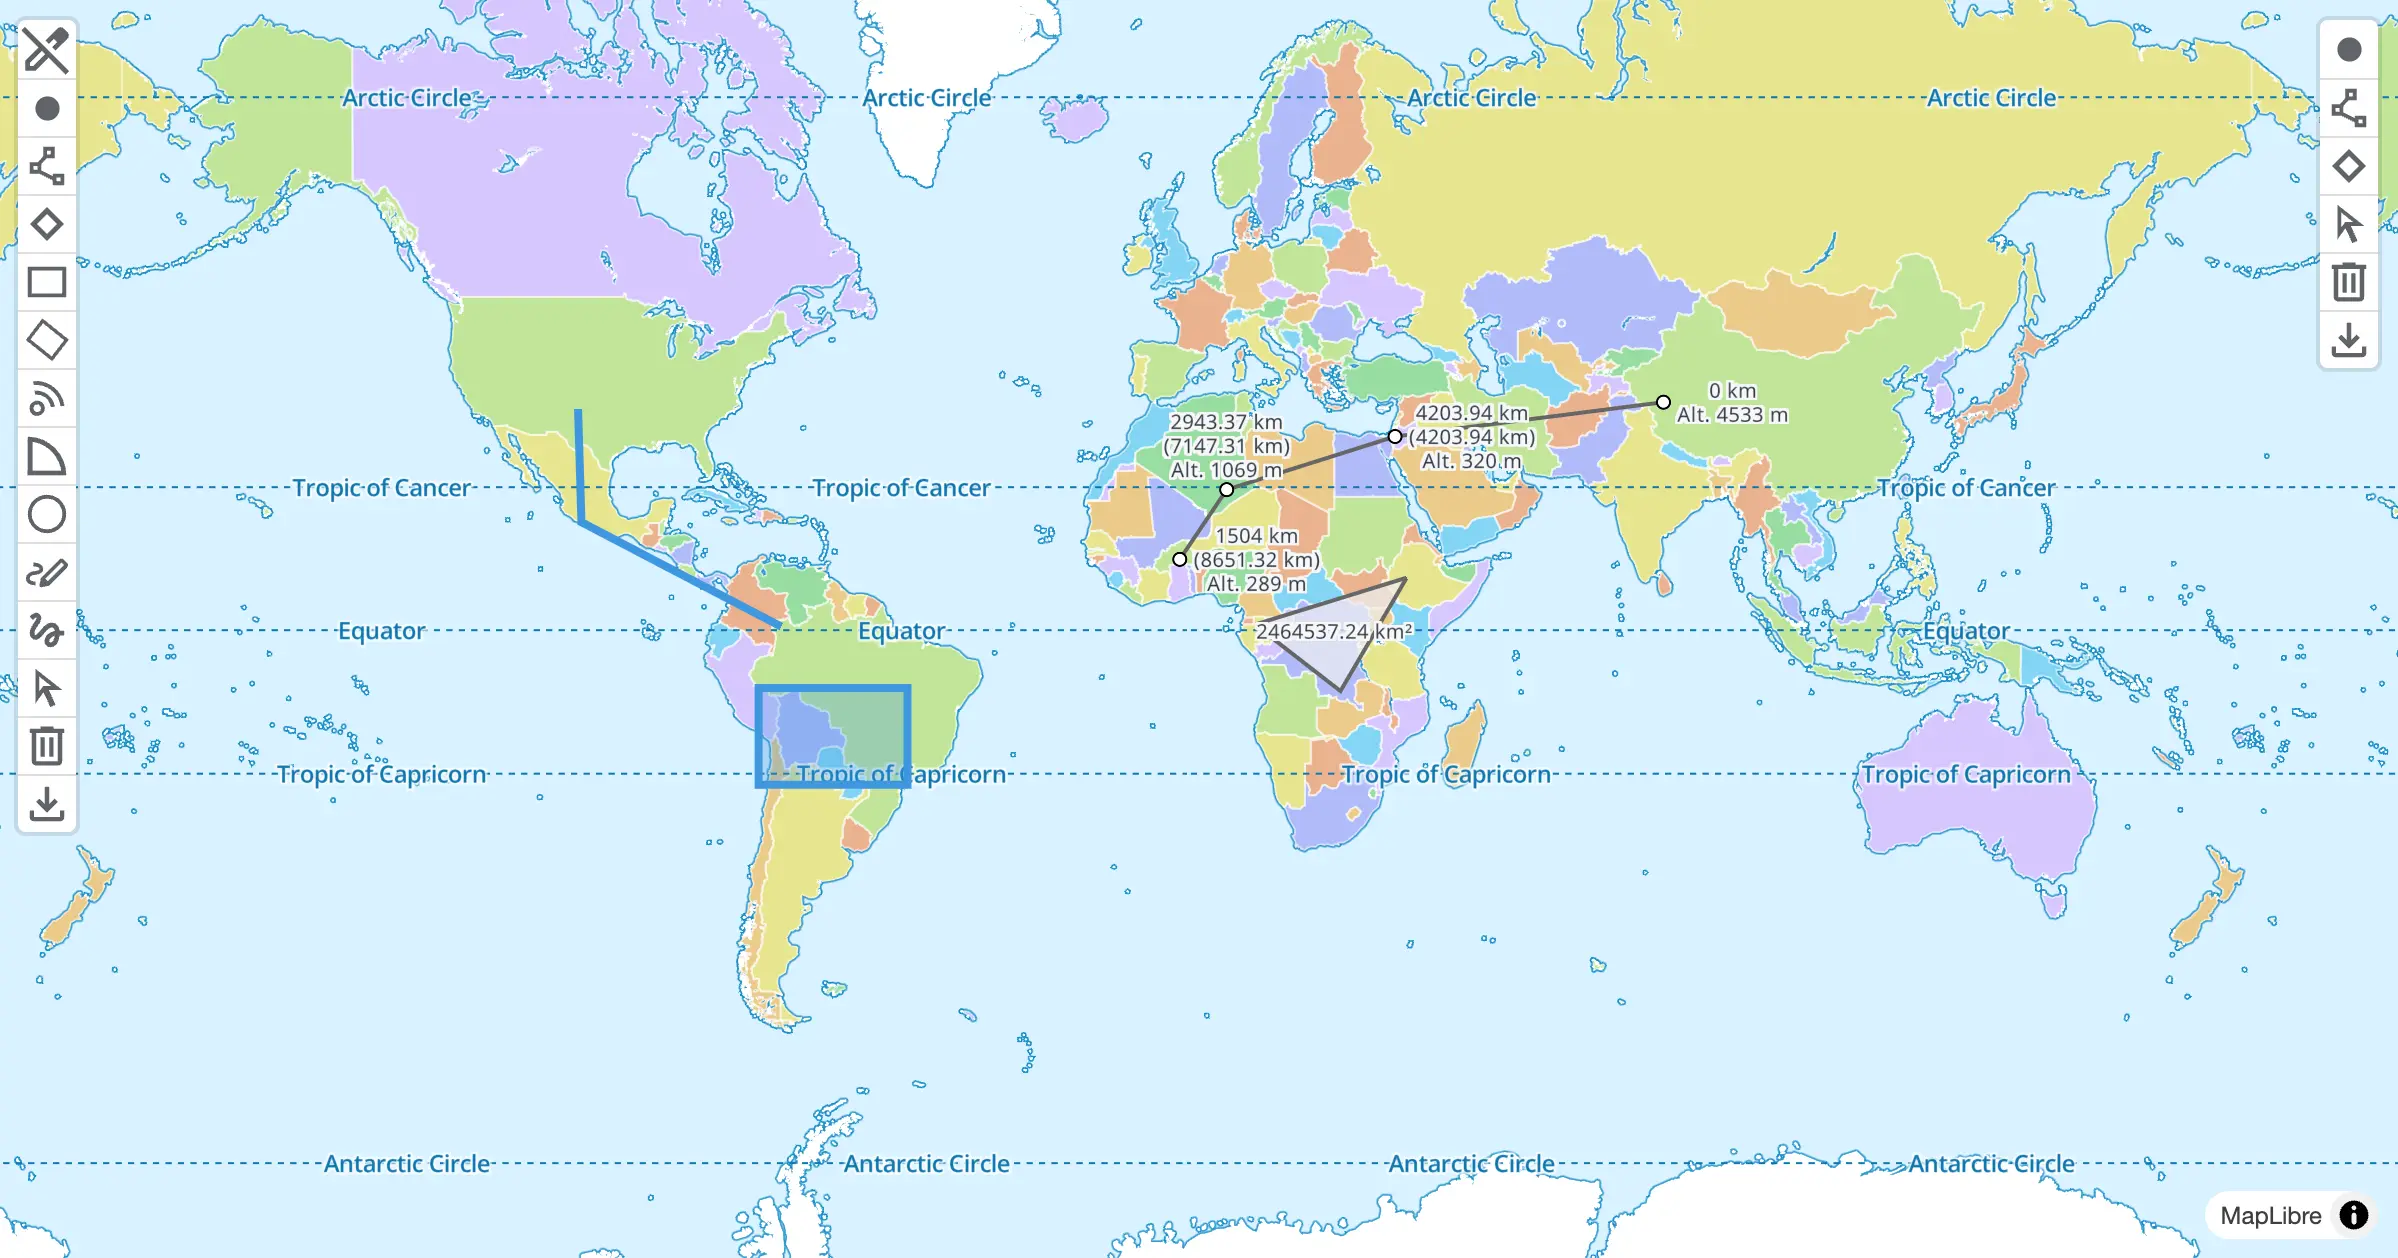 Arctic Circle
Arctic Circle
Arctic Circle
Arctic Circle
0 km
Alt. 4533 m
4203.94 km
(4203.94 km)
Alt. 320 m
2943.37 km
(7147.31 km)
Alt. 1069 m
Tropic of Cancer
Tropic of Cancer
Tropic of Cancer
1504 km
(8651.32 km)
Alt. 289 m
Equator
Equator
2464537.24 km²
Equator
Tropic of Capricorn
Tropic of Capricorn
Tropic of Capricorn
Tropic of Capricorn
Antarctic Circle
Antarctic Circle
Antarctic Circle
Antarctic Circle
MapLibre